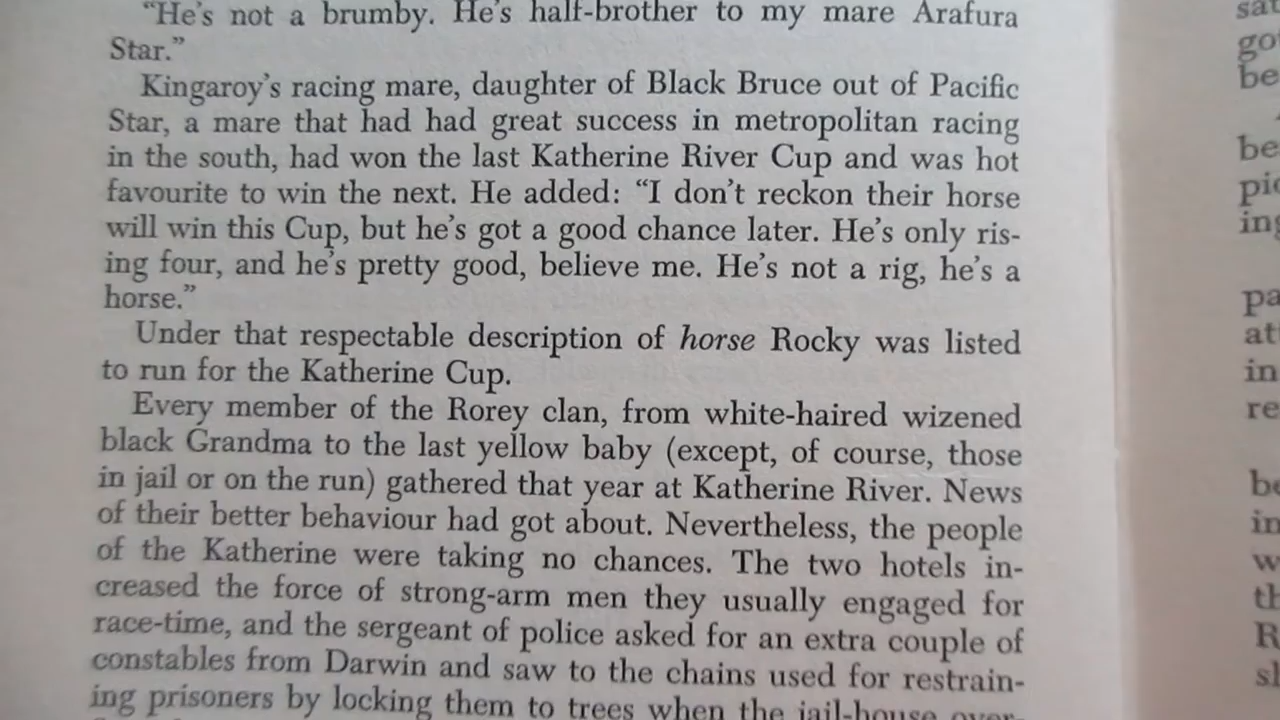 “He’s not a brumby. He’s half-brother to my mare Arafura
Star.”
Kingaroy’s racing mare, daughter of Black Bruce out of Pacific
Star, a mare that had had great success in metropolitan racing
in the south, had won the last Katherine River Cup and was hot
favourite to win the next. He added: “I don’t reckon their horse
will win this Cup, but he’s got a good chance later. He’s only ris-
ing four, and he’s pretty good, believe me. He’s not a rig, he’s a
horse.”
Under that respectable description of horse Rocky was listed
to run for the Katherine Cup.
Every member of the Rorey clan, from white-haired wizened
black Grandma to the last yellow baby (except, of course, those
in jail or on the run) gathered that year at Katherine River. News
of their better behaviour had got about. Nevertheless, the people
of the Katherine were taking no chances. The two hotels in-
creased the force of strong-arm men they usually engaged for
race-time, and the sergeant of police asked for an extra couple of
constables from Darwin and saw to the chains used for restrain-
ing prisoners by locking them to trees when the jail-house over-